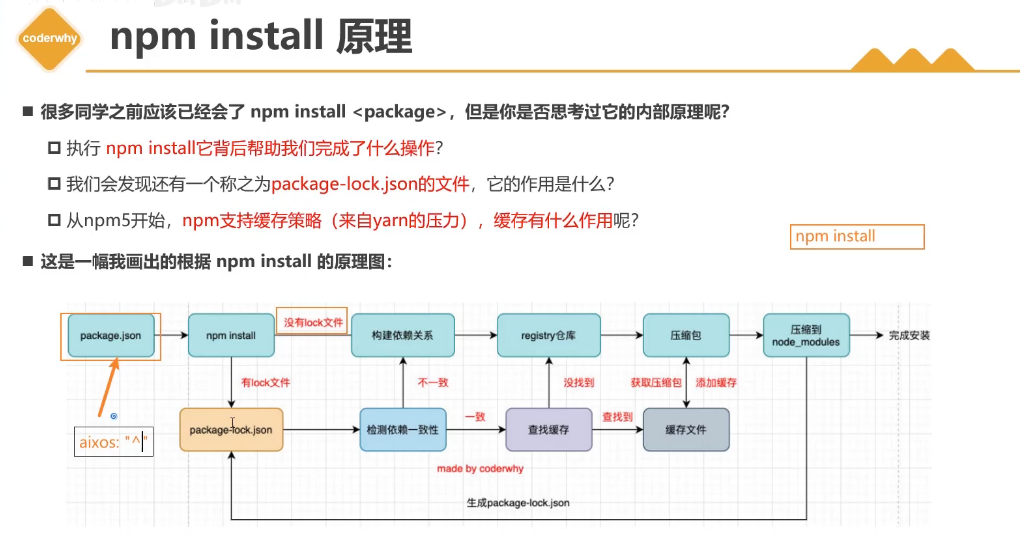 coderwhy
npm install 原理
很多同学之前应该已经会了 npm install <package>，但是你是否思考过它的内部原理呢？
执行 npm install它背后帮助我们完成了什么操作？
我们会发现还有一个称之为package-lock.json的文件，它的作用是什么？
从npm5开始，npm支持缓存策略（来自yarn的压力），缓存有什么作用呢？
npm install
这是一幅我画出的根据 npm install 的原理图：
package.json
npm install
没有lock文件
构建依赖关系
registry仓库
压缩包
压缩到
node_modules
完成安装
有lock文件
不一致
没找到
获取压缩包
添加缓存
aixos: "^"
package-lock.json
检测依赖一致性
一致
查找缓存
查找到
缓存文件
made by coderwhy
生成package-lock.json